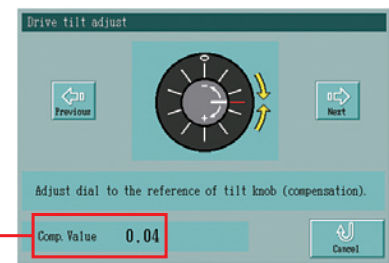 Drive tilt adjust
Previous
Next
Adjust dial to the reference of tilt knob (compensation).
Comp. Value 0.04
Cancel